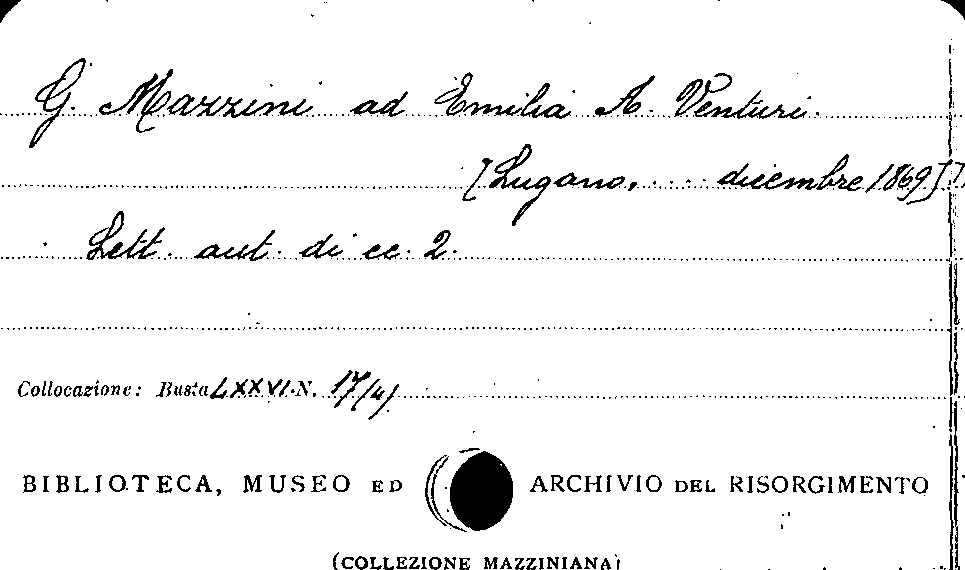 G. Mazzini ad Emilia A. Venturi.
[Lugano, .... dicembre 1869].
Lett. aut. di cc. 2.
Collocazione: Busta LXXVI. N. 17/(4)
BIBLIOTECA, MUSEO ED ARCHIVIO DEL RISORGIMENTO
(COLLEZIONE MAZZINIANA)